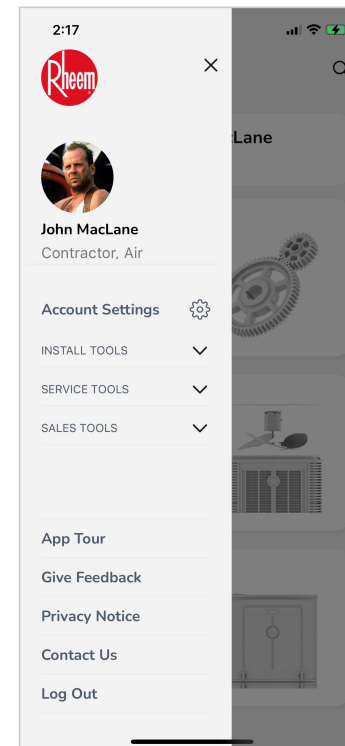 2:17
Rheem
cLane
John MacLane
Contractor, Air
Account Settings
INSTALL TOOLS
SERVICE TOOLS
SALES TOOLS
App Tour
Give Feedback
Privacy Notice
Contact Us
Log Out